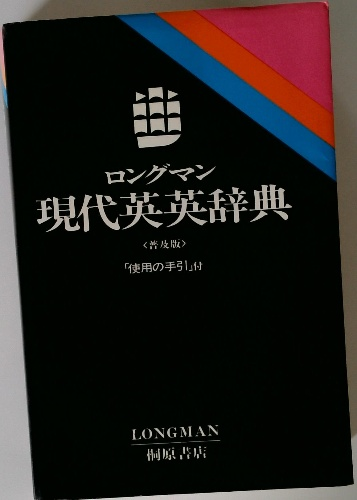 ロングマン
現代英英辞典
〈普及版〉
「使用の手引」付
LONGMAN
桐原書店